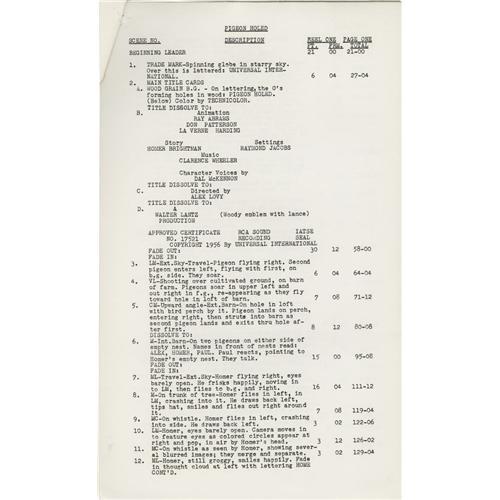 PIGEON HOLED
SCENE NO. DESCRIPTION REEL ONE PAGE ONE
FT. FRM. TOTAL
BEGINNING LEADER 21 00 21-00
1. TRADE MARK-Spinning globe in starry sky.
Over this is lettered: UNIVERSAL INTER-
NATIONAL. 6 04 27-04
2. MAIN TITLE CARDS
A. WOOD GRAIN B.G. - On lettering, the O's
forming holes in wood: PIGEON HOLED.
(Below) Color by TECHNICOLOR.
TITLE DISSOLVE TO:
B. Animation
RAY ABRAMS
DON PATTERSON
LA VERNE HARDING
Story Settings
HOMER BRIGHTMAN RAYMOND JACOBS
Music
CLARENCE WHEELER
Character Voices by
DAL McKENNON
TITLE DISSOLVE TO:
C. Directed by
ALEX LOVY
TITLE DISSOLVE TO:
D. A
WALTER LANTZ (Woody emblem with lance)
PRODUCTION
APPROVED CERTIFICATE RCA SOUND IATSE
NO. 17521 RECORDING SEAL
COPYRIGHT 1956 By UNIVERSAL INTERNATIONAL
FADE OUT: 30 12 58-00
FADE IN:
3. LM-Ext.Sky-Travel-Pigeon flying right. Second
pigeon enters left, flying with first, on
b.g. side. They soar. 6 04 64-04
4. VL-Shooting over cultivated ground, on barn
of farm. Pigeons soar in upper left and
out right in f.g., re-appearing as they fly
toward hole in loft of barn. 7 08 71-12
5. CM-Upward angle-Ext.Barn-On hole in loft
with bird perch by it. Pigeon lands on perch,
entering right, then struts into barn as
second pigeon lands and exits thru hole af-
ter first. 8 12 80-08
DISSOLVE TO:
6. M-Int.Barn-On two pigeons on either side of
empty nest. Names in front of nests read:
ALEX, HOMER, PAUL. Paul reacts, pointing to
Homer's empty nest. They talk. 15 00 95-08
FADE OUT:
FADE IN:
7. ML-Travel-Ext.Sky-Homer flying right, eyes
barely open. He frisks happily, moving in
to LM, then flies to b.g. and right. 16 04 111-12
8. M-On trunk of tree-Homer flies in left, in
LM, crashing into it. He draws back left,
tips hat, smiles and flies out right around
it. 7 08 119-04
9. MC-On whistle. Homer flies in left, crashing
into side. He draws back left. 3 02 122-06
10. LM-Homer, eyes barely open. Camera moves in
to feature eyes as colored circles appear at
right and pop, in air by Homer's head. 3 12 126-02
11. MC-On whistle as seen by Homer, showing sever-
al blurred images; they merge and separate. 3 02 129-04
12. ML-Homer, still groggy, smiles happily. Fade
in thought cloud at left with lettering HOME
CONT'D.